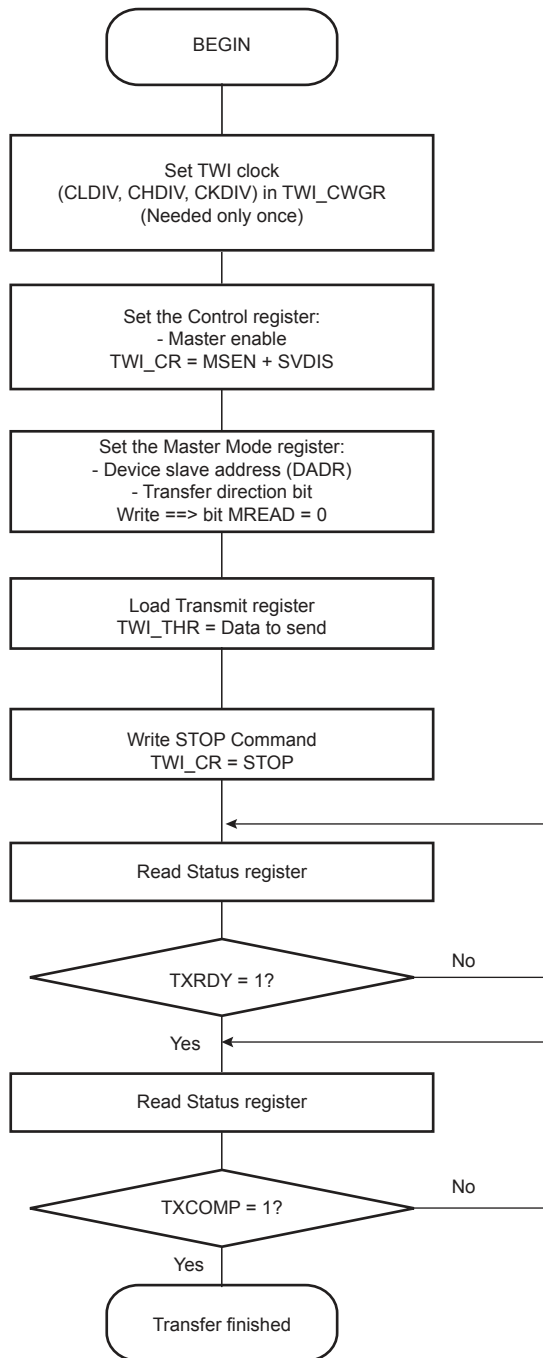 BEGIN
Set TWI clock
(CLDIV, CHDIV, CKDIV) in TWI_CWGR
(Needed only once)
Set the Control register:
- Master enable
TWI_CR = MSEN + SVDIS
Set the Master Mode register:
- Device slave address (DADR)
- Transfer direction bit
Write ==> bit MREAD = 0
Load Transmit register
TWI_THR = Data to send
Write STOP Command
TWI_CR = STOP
Read Status register
TXRDY = 1?
No
Yes
Read Status register
TXCOMP = 1?
No
Yes
Transfer finished